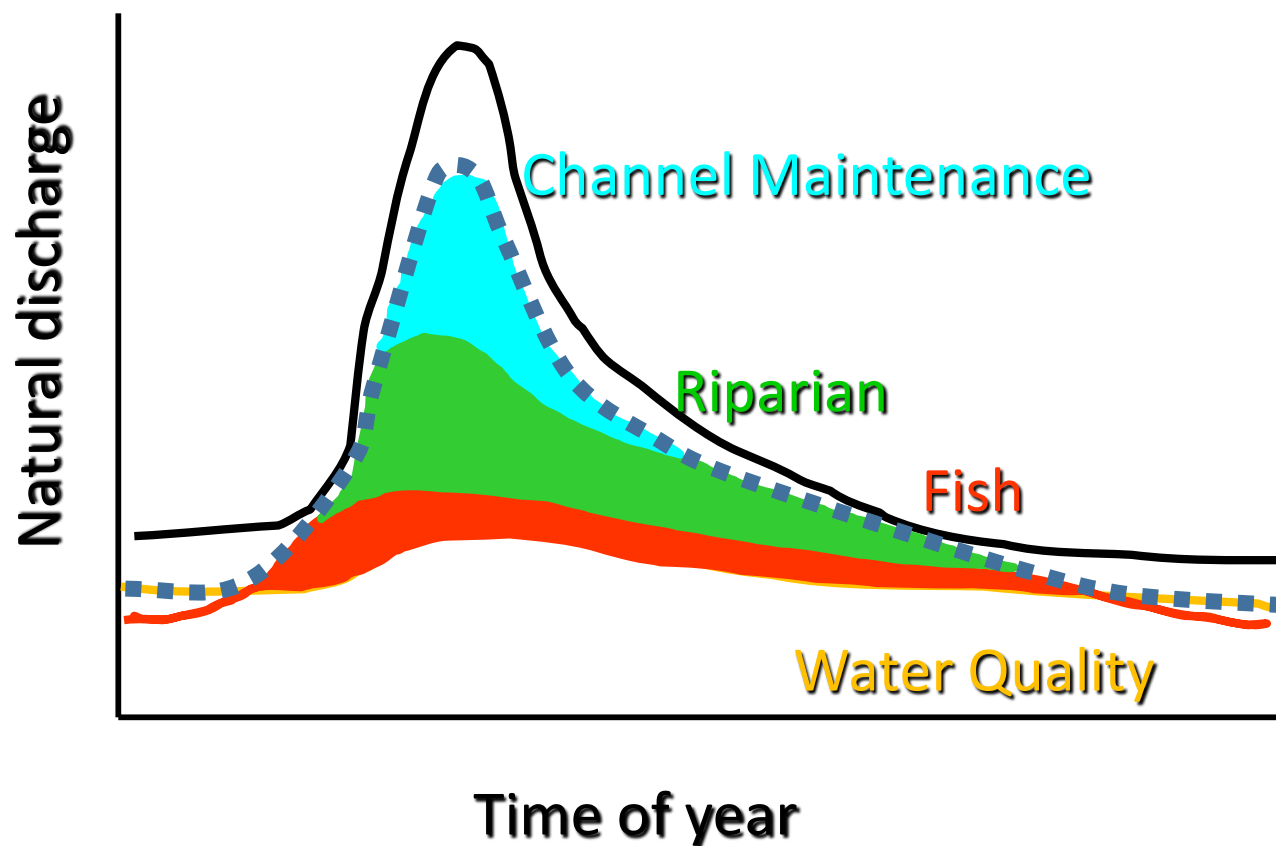 Natural discharge
Channel Maintenance
Riparian
Fish
Water Quality
Time of year